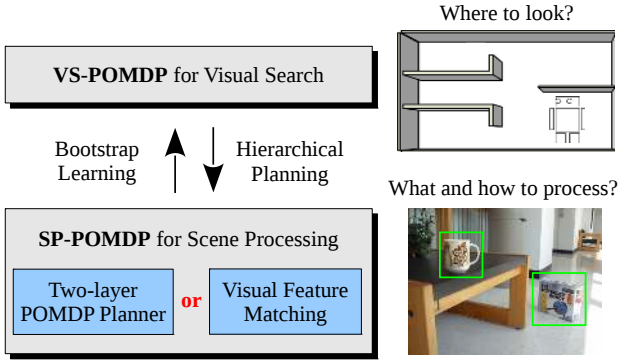 Where to look?
VS-POMDP for Visual Search
Bootstrap
Learning
Hierarchical
Planning
What and how to process?
SP-POMDP for Scene Processing
Two-layer
POMDP Planner
or
Visual Feature
Matching